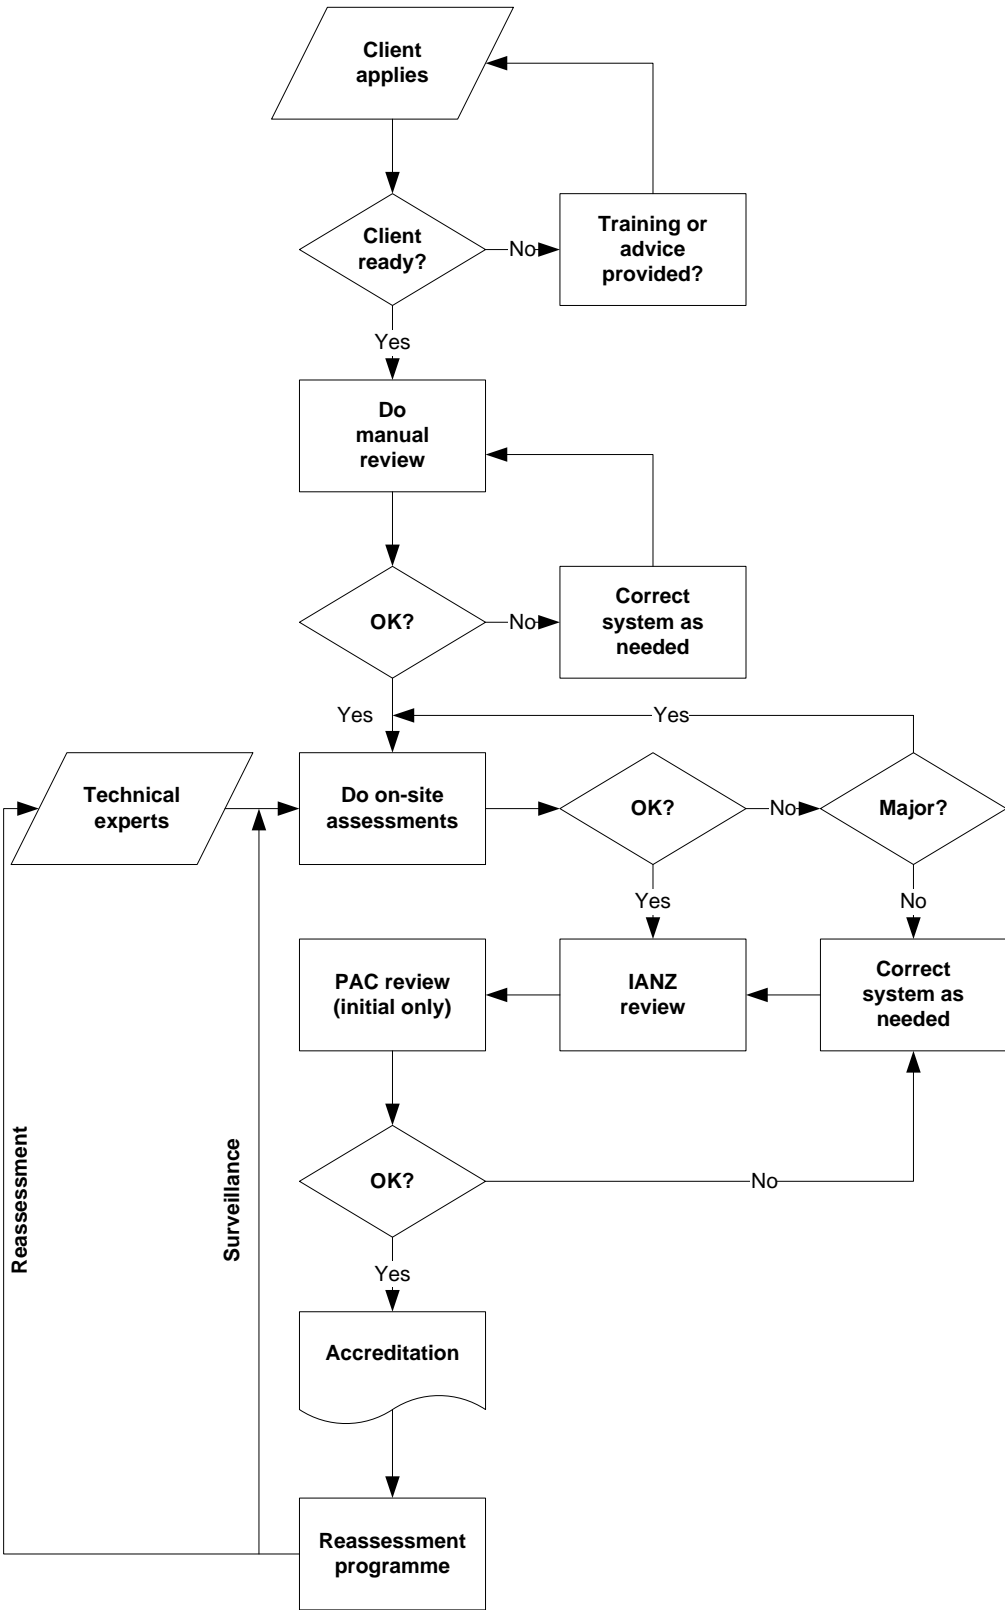 Client
applies
Client
ready?
No
Training or
advice
provided?
Yes
Do
manual
review
OK?
No
Correct
system as
needed
Yes
Yes
Technical
experts
Do on-site
assessments
OK?
No
Major?
Yes
No
PAC review
(initial only)
IANZ
review
Correct
system as
needed
Reassessment
Surveillance
OK?
No
Yes
Accreditation
Reassessment
programme